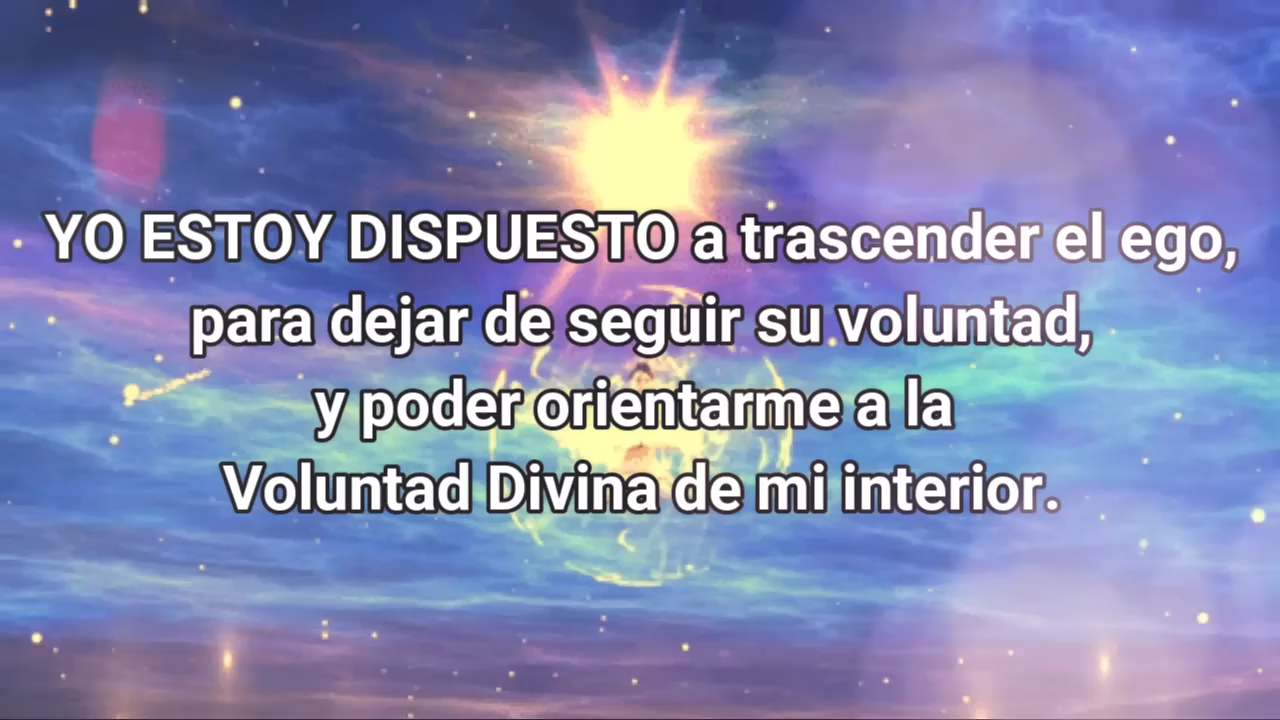 YO ESTOY DISPUESTO a trascender el ego,
para dejar de seguir su voluntad,
y poder orientarme a la
Voluntad Divina de mi interior.